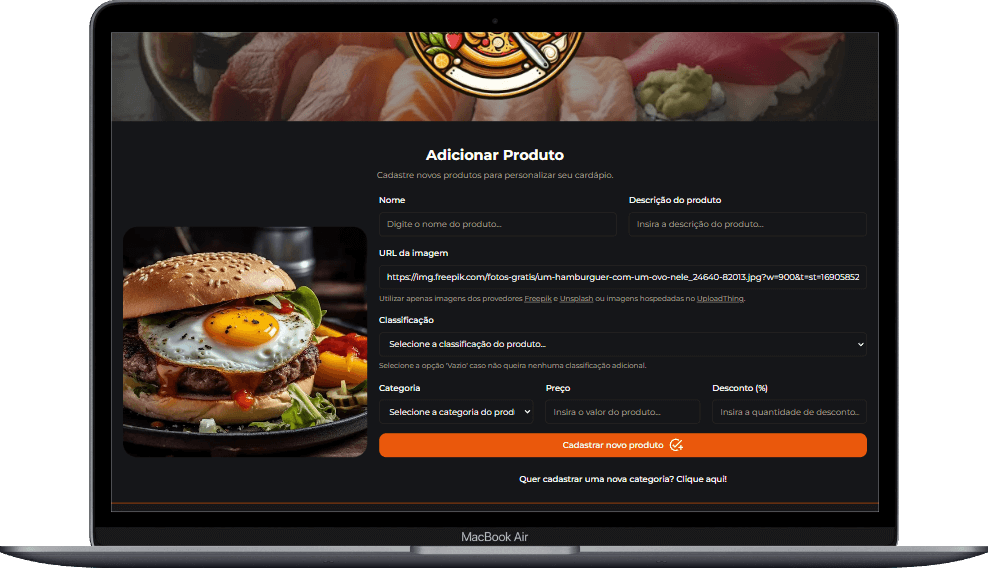 Adicionar Produto
Cadastre novos produtos para personalizar seu cardápio.
Nome
Descrição do produto
Digite o nome do produto...
Insira a descrição do produto...
URL da imagem
https://img.freepik.com/fotos-gratis/um-hamburguer-com-um-ovo-nele_24640-82013.jpg?w=900&t=st=16905852
Utilizar apenas imagens dos provedores Freepik e Unsplash ou imagens hospedadas no UploadThing.
Classificação
Selecione a classificação do produto...
Selecione a opção 'Vazio' caso não queira nenhuma classificação adicional.
Categoria
Preço
Desconto (%)
Selecione a categoria do prod
Insira o valor do produto...
Insira a quantidade de desconto..
Cadastrar novo produto
Quer cadastrar uma nova categoria? Clique aqui!
MacBook Air